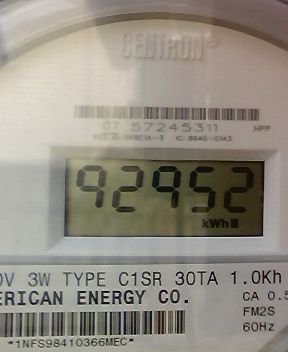 CENTRON®
07 57245311 HPP
92952
kWh
0V 3W TYPE C1SR 30TA 1.0Kh
ERICAN ENERGY CO.
CA 0.5
FM2S
60Hz
*1NFS98410366MEC*